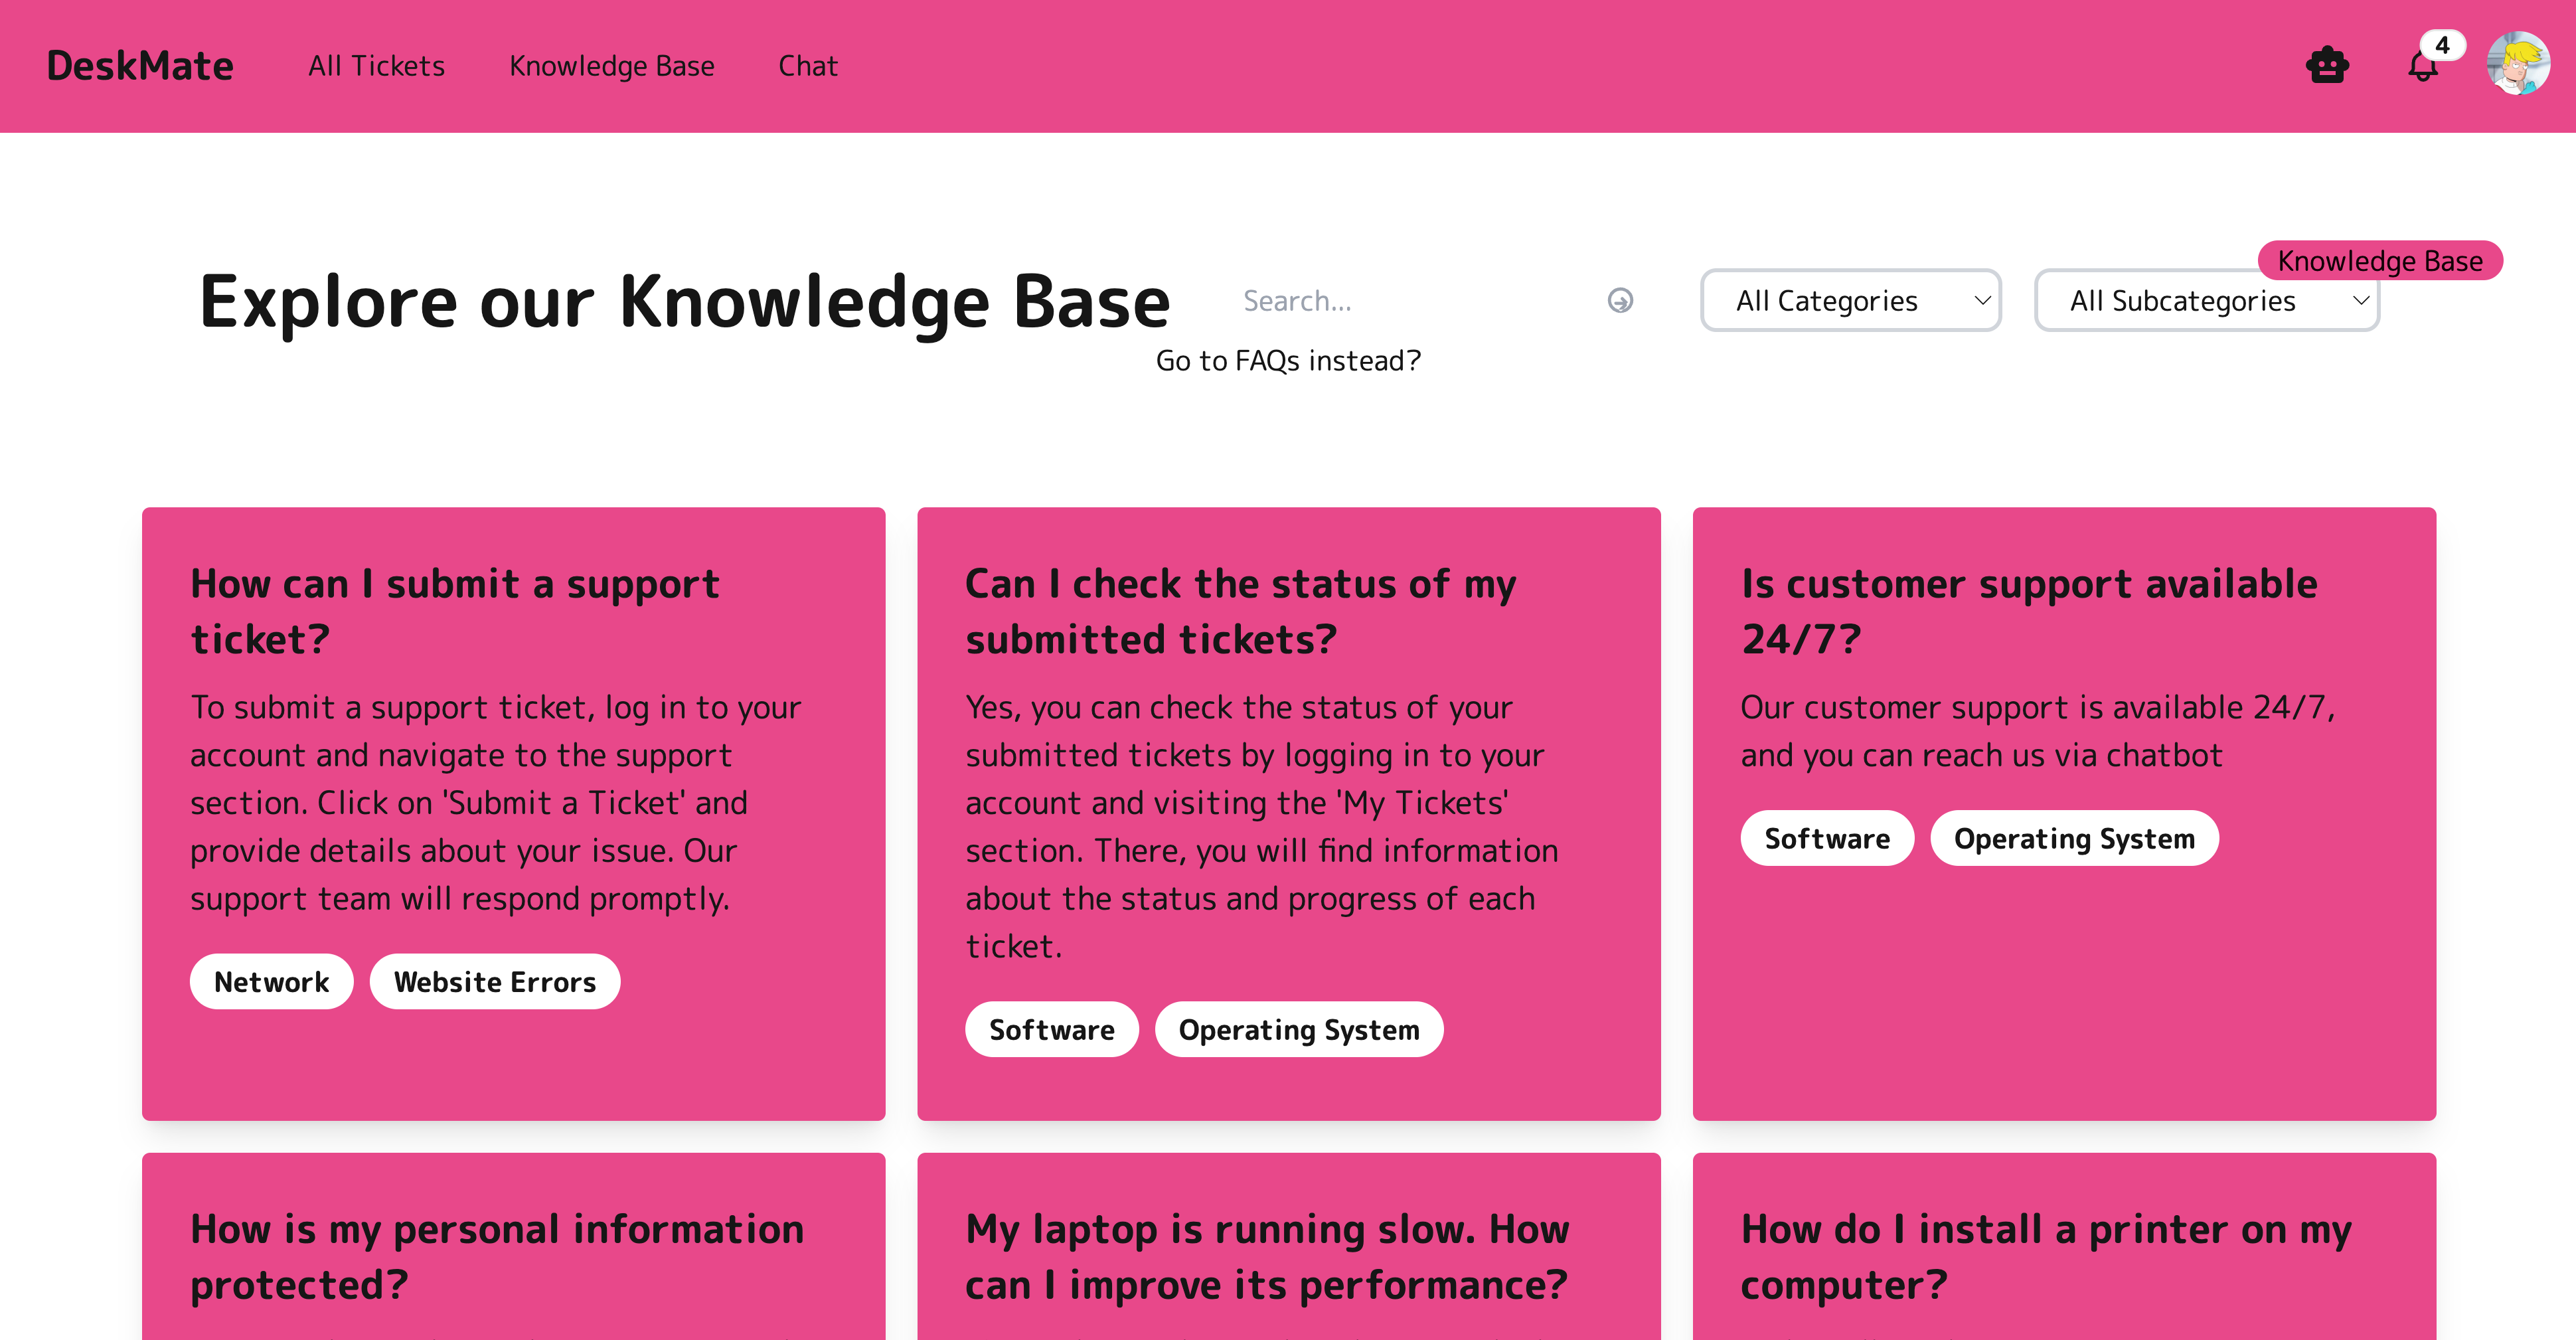 DeskMate
All Tickets
Knowledge Base
Chat
4
Explore our Knowledge Base
Search...
All Categories
All Subcategories
Knowledge Base
Go to FAQs instead?
How can I submit a support
ticket?
To submit a support ticket, log in to your
account and navigate to the support
section. Click on 'Submit a Ticket' and
provide details about your issue. Our
support team will respond promptly.
Network
Website Errors
Can I check the status of my
submitted tickets?
Yes, you can check the status of your
submitted tickets by logging in to your
account and visiting the 'My Tickets'
section. There, you will find information
about the status and progress of each
ticket.
Software
Operating System
Is customer support available
24/7?
Our customer support is available 24/7,
and you can reach us via chatbot
Software
Operating System
How is my personal information
protected?
My laptop is running slow. How
can I improve its performance?
How do I install a printer on my
computer?